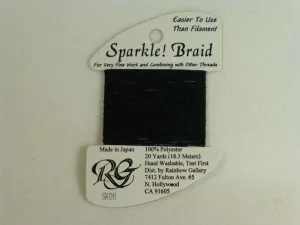 Easier To Use
Than Filament
Sparkle! Braid
For Very Fine Work and Combining with Other Threads
Made in Japan
100% Polyester
20 Yards (18.3 Meters)
Hand Washable, Test First
Dist. by Rainbow Gallery
7412 Fulton Ave. #5
N. Hollywood
CA 91605
RG